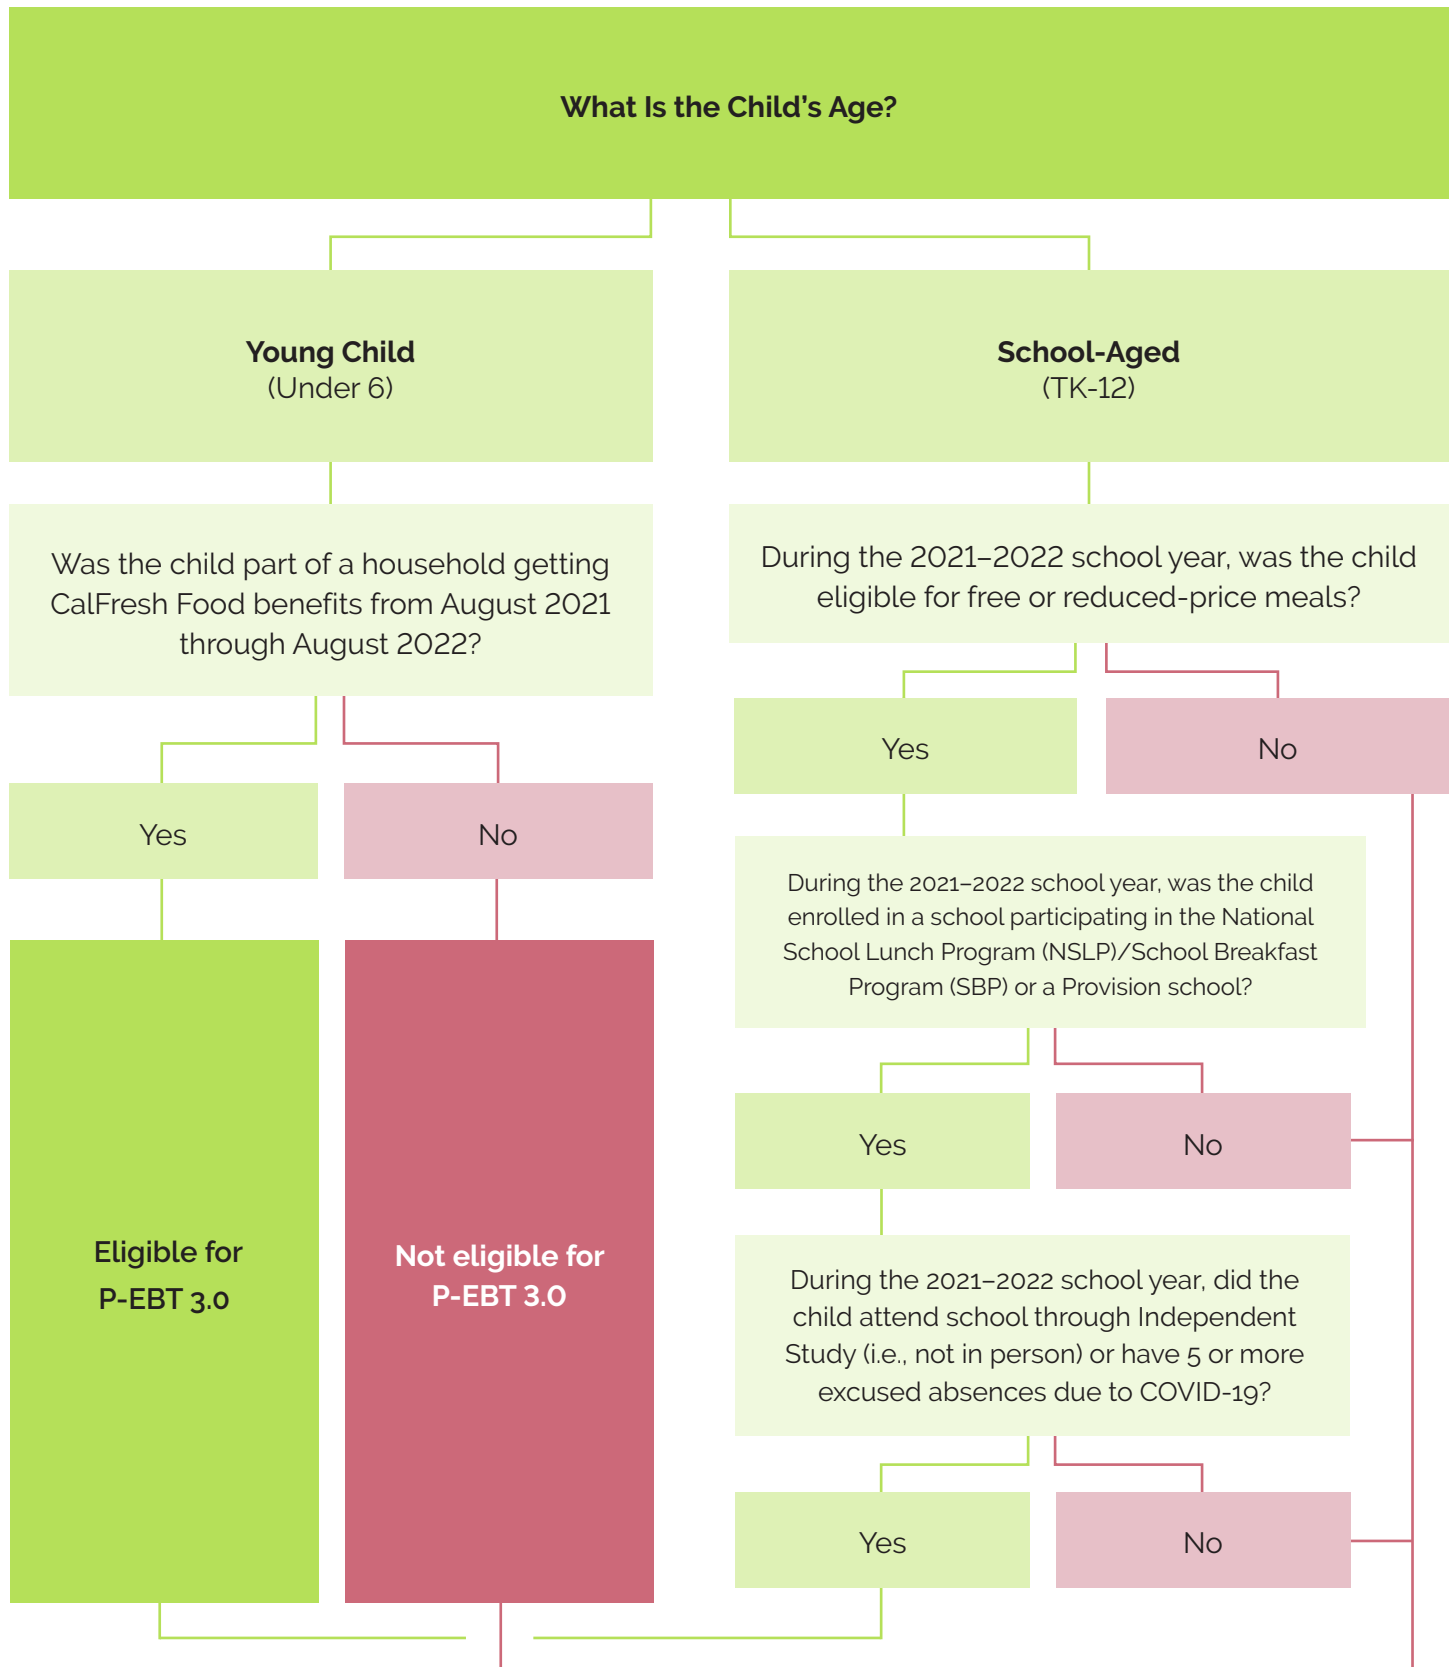 What Is the Child's Age?
Young Child
(Under 6)
School-Aged
(TK-12)
Was the child part of a household getting
CalFresh Food benefits from August 2021
through August 2022?
During the 2021–2022 school year, was the child
eligible for free or reduced-price meals?
Yes
No
Yes
No
During the 2021–2022 school year, was the child
enrolled in a school participating in the National
School Lunch Program (NSLP)/School Breakfast
Program (SBP) or a Provision school?
Yes
No
Eligible for
P-EBT 3.0
Not eligible for
P-EBT 3.0
During the 2021–2022 school year, did the
child attend school through Independent
Study (i.e., not in person) or have 5 or more
excused absences due to COVID-19?
Yes
No